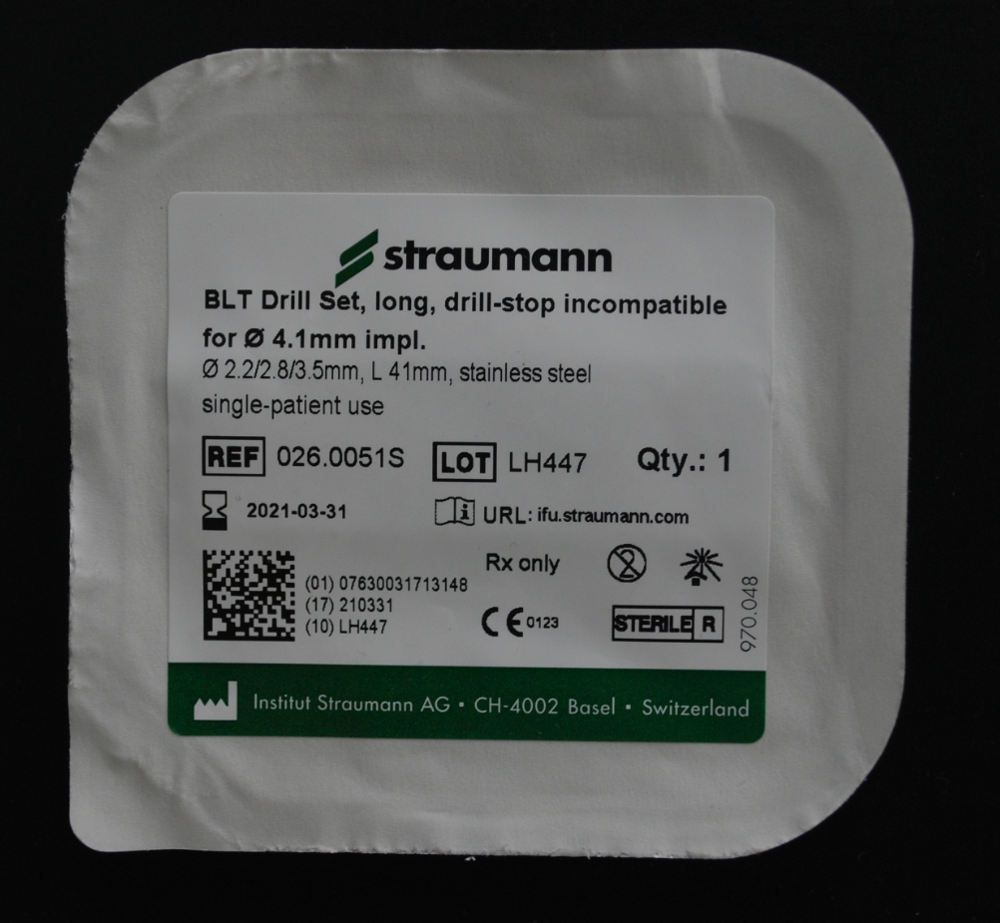 straumann
BLT Drill Set, long, drill-stop incompatible
for Ø 4.1mm impl.
Ø 2.2/2.8/3.5mm, L 41mm, stainless steel
single-patient use
REF 026.0051S LOT LH447 Qty.: 1
2021-03-31 URL: ifu.straumann.com
Rx only 2
(01) 07630031713148
(17) 210331
(10) LH447
CE 0123 STERILE R
970.048
Institut Straumann AG • CH-4002 Basel • Switzerland